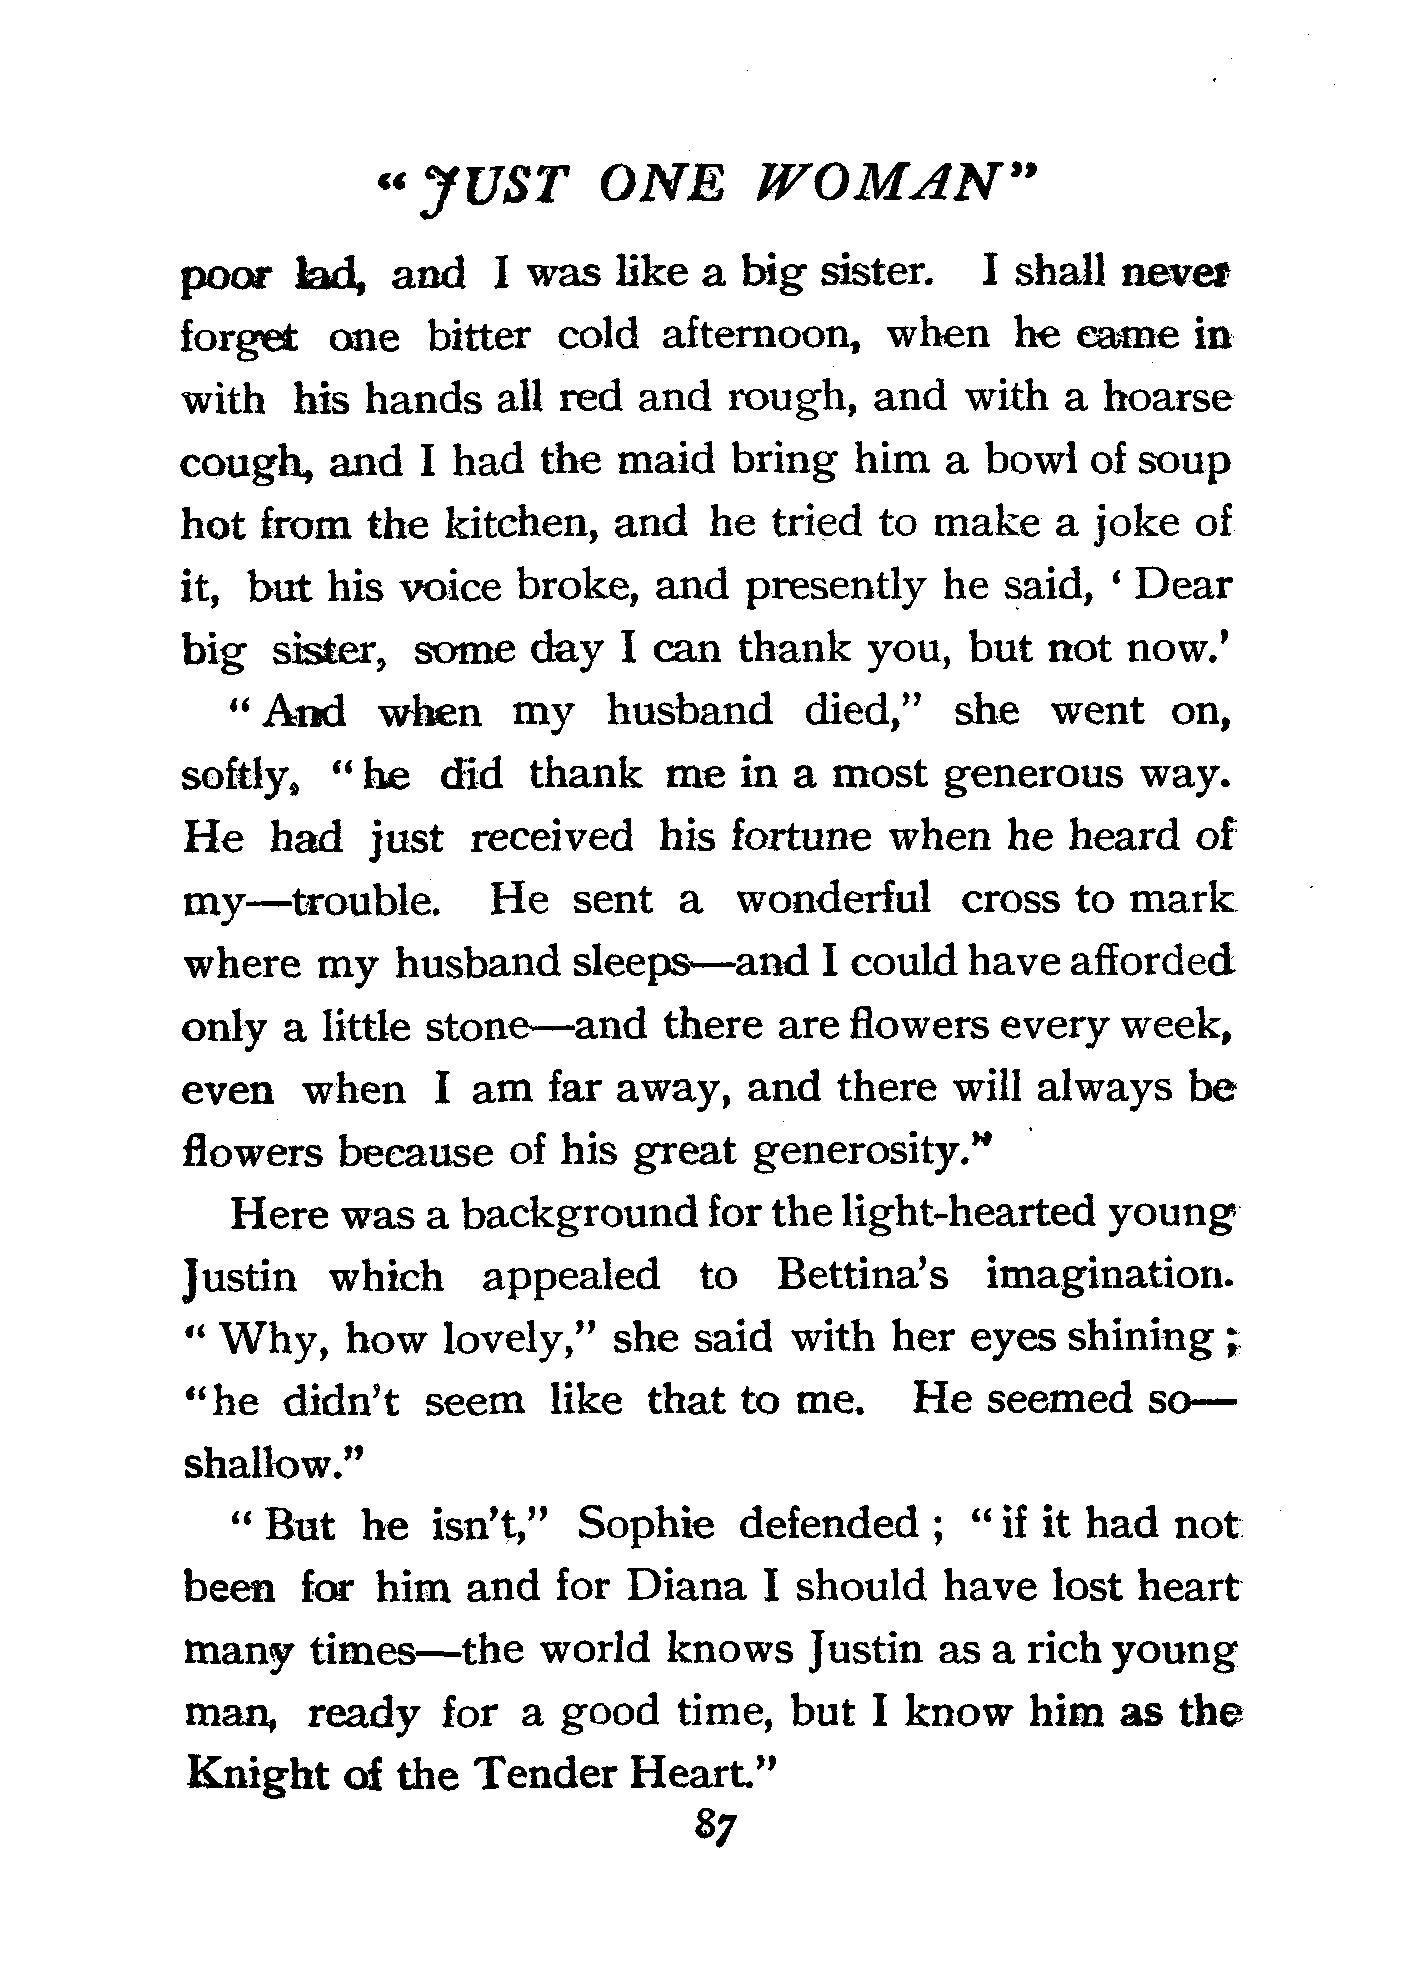 “JUST ONE WOMAN”
poor lad, and I was like a big sister. I shall never
forget one bitter cold afternoon, when he came in
with his hands all red and rough, and with a hoarse
cough, and I had the maid bring him a bowl of soup
hot from the kitchen, and he tried to make a joke of
it, but his voice broke, and presently he said, ‘ Dear
big sister, some day I can thank you, but not now.’
“ And when my husband died,” she went on,
softly, “ he did thank me in a most generous way.
He had just received his fortune when he heard of
my—trouble. He sent a wonderful cross to mark
where my husband sleeps—and I could have afforded
only a little stone—and there are flowers every week,
even when I am far away, and there will always be
flowers because of his great generosity.”
Here was a background for the light-hearted young
Justin which appealed to Bettina’s imagination.
“ Why, how lovely,” she said with her eyes shining ;
“he didn’t seem like that to me. He seemed so—
shallow.”
“ But he isn’t,” Sophie defended ; “ if it had not
been for him and for Diana I should have lost heart
many times—the world knows Justin as a rich young
man, ready for a good time, but I know him as the
Knight of the Tender Heart.”
87